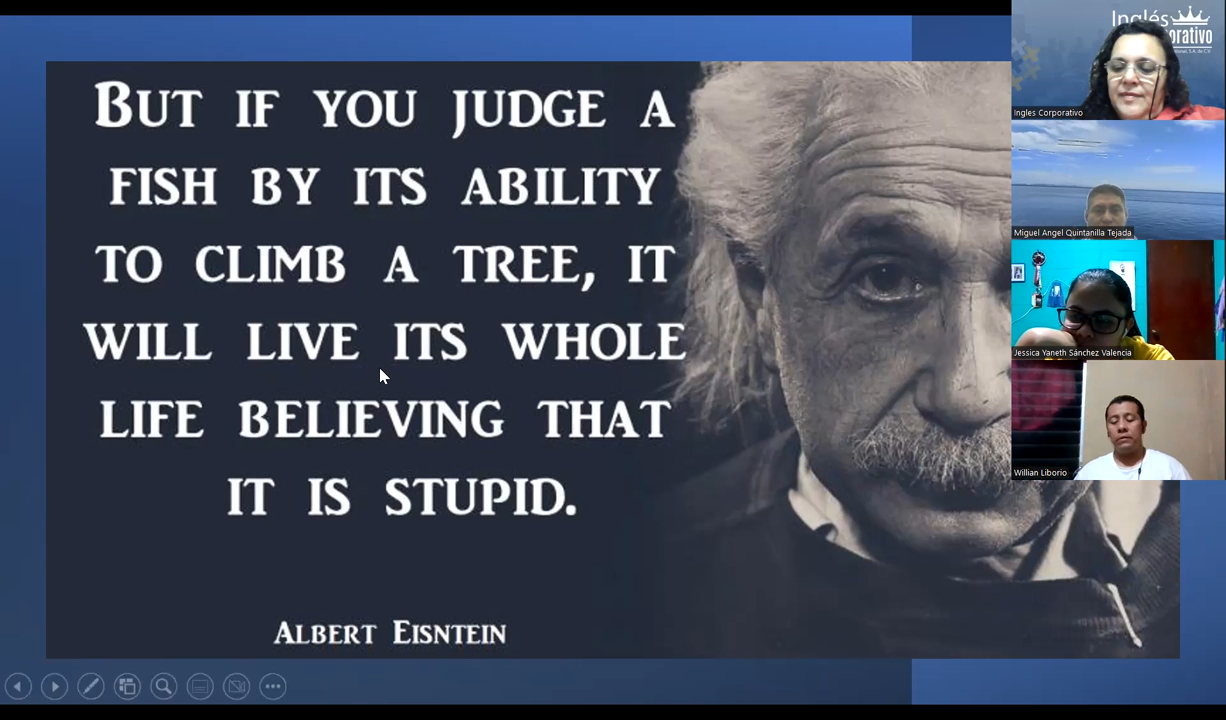 BUT IF YOU JUDGE A
FISH BY ITS ABILITY
TO CLIMB A TREE, IT
WILL LIVE ITS WHOLE
LIFE BELIEVING THAT
IT IS STUPID.
ALBERT EISNTEIN
Inglés
orativo
Ingles Corporativo
Miguel Angel Quintanilla Tejada
Jessica Yaneth Sánchez Valencia
Willian Liborio